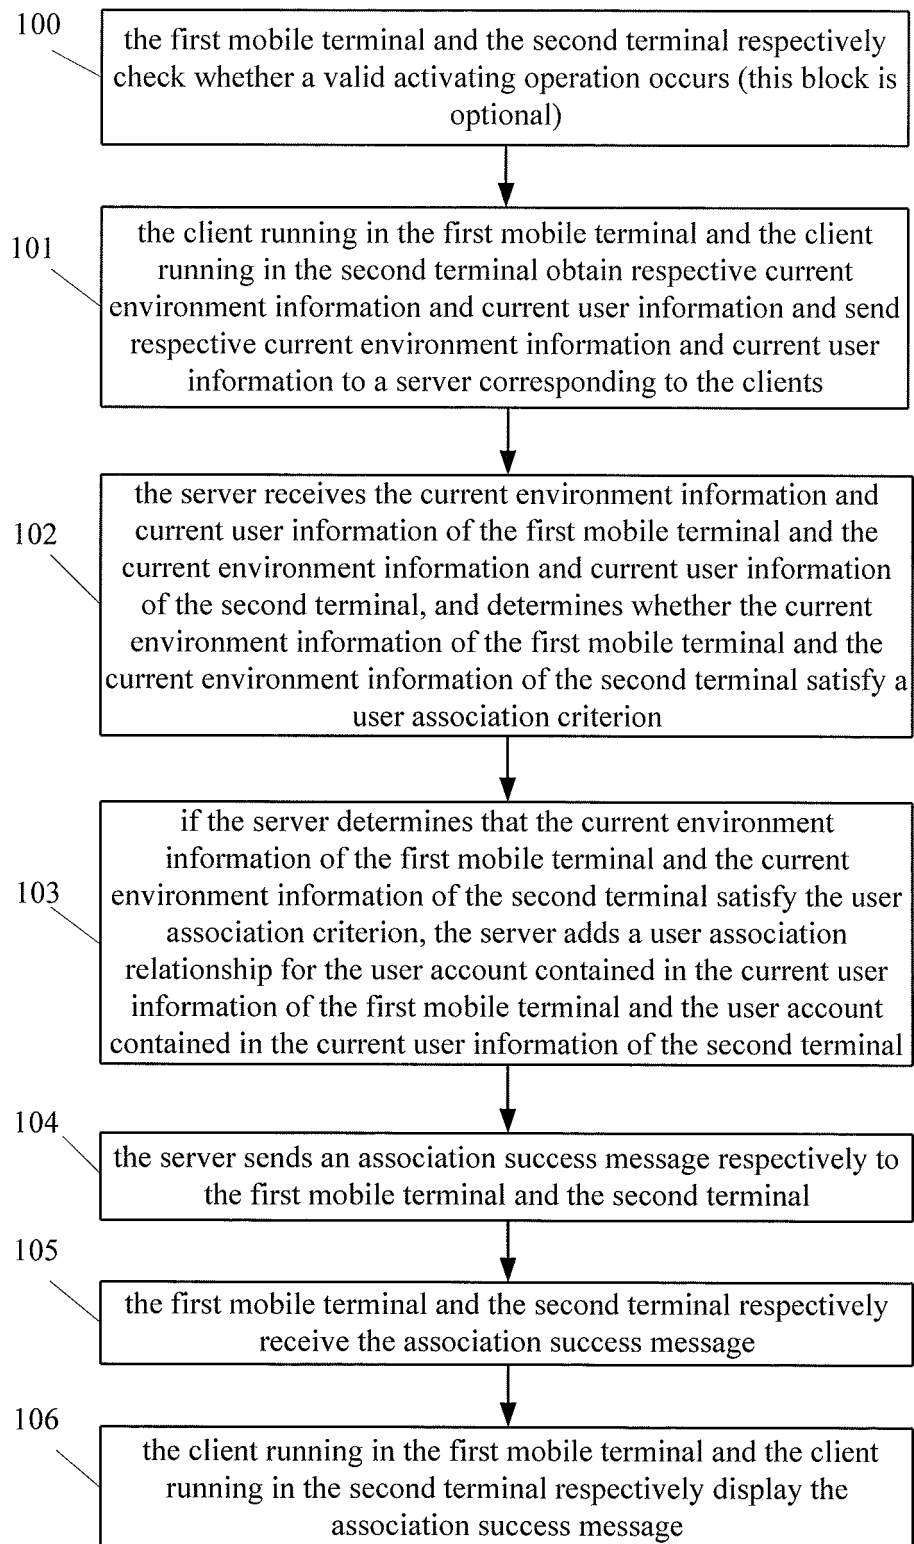 100
the first mobile terminal and the second terminal respectively
check whether a valid activating operation occurs (this block is
optional)
101
the client running in the first mobile terminal and the client
running in the second terminal obtain respective current
environment information and current user information and send
respective current environment information and current user
information to a server corresponding to the clients
102
the server receives the current environment information and
current user information of the first mobile terminal and the
current environment information and current user information
of the second terminal, and determines whether the current
environment information of the first mobile terminal and the
current environment information of the second terminal satisfy a
user association criterion
103
if the server determines that the current environment
information of the first mobile terminal and the current
environment information of the second terminal satisfy the user
association criterion, the server adds a user association
relationship for the user account contained in the current user
information of the first mobile terminal and the user account
contained in the current user information of the second terminal
104
the server sends an association success message respectively to
the first mobile terminal and the second terminal
105
the first mobile terminal and the second terminal respectively
receive the association success message
106
the client running in the first mobile terminal and the client
running in the second terminal respectively display the
association success message